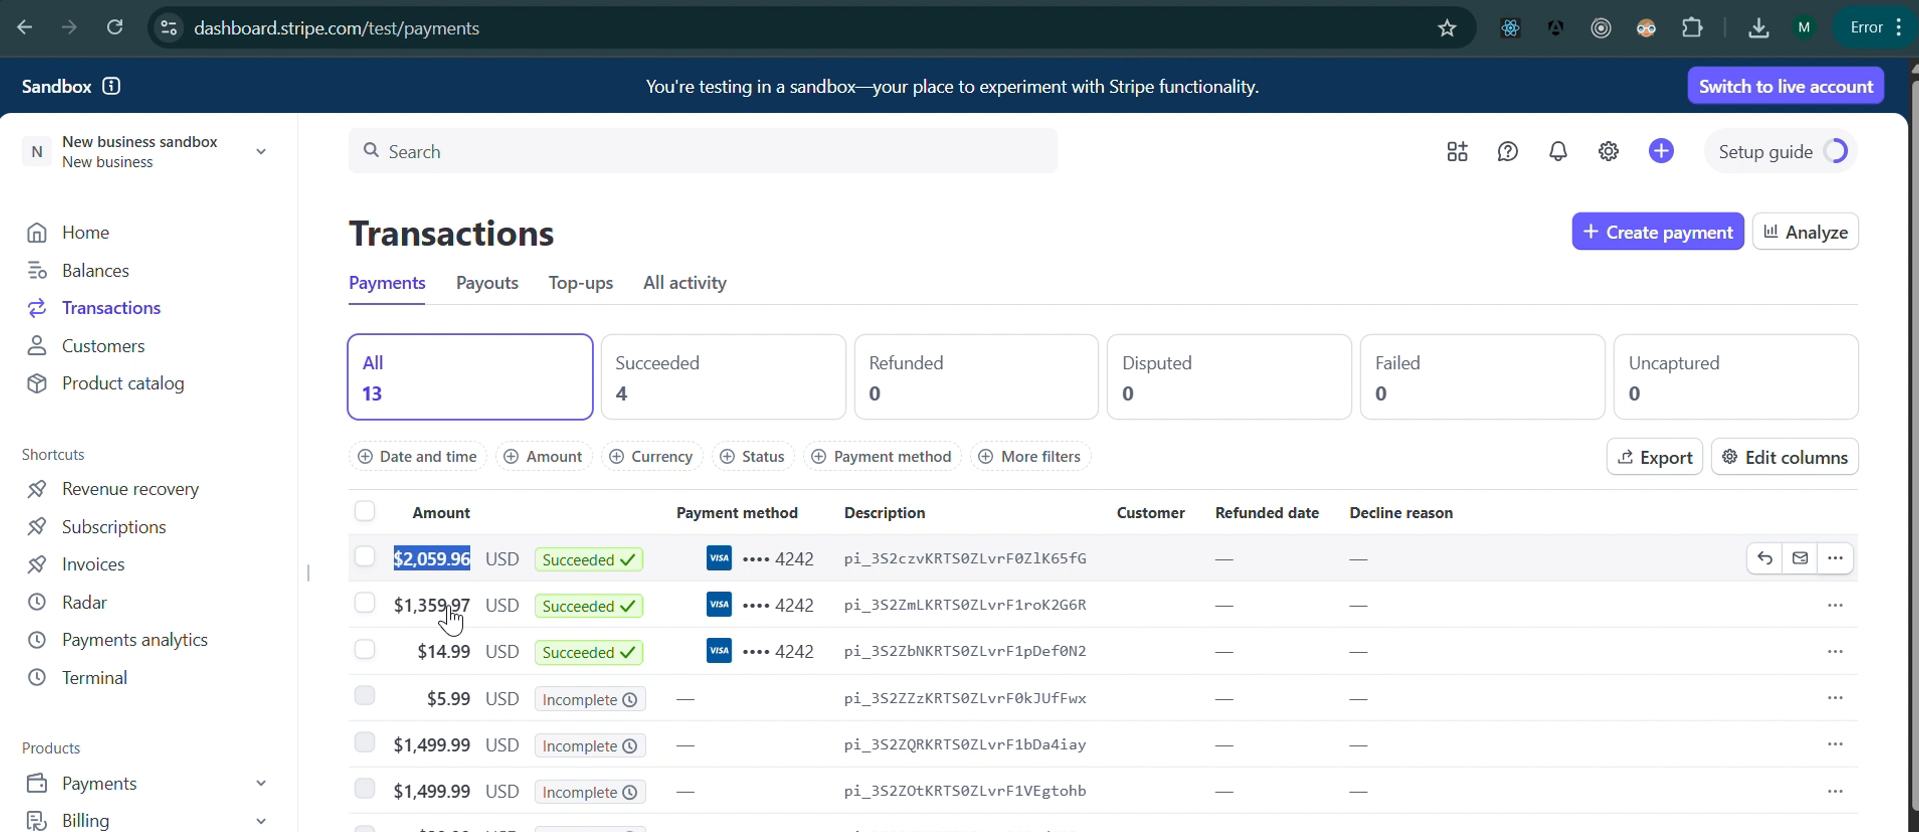 dashboard.stripe.com/test/payments
M
Error
Sandbox
You're testing in a sandbox—your place to experiment with Stripe functionality.
Switch to live account
N
New business sandbox
New business
Search
Setup guide
Home
Balances
Transactions
Customers
Product catalog
Shortcuts
Revenue recovery
Subscriptions
Invoices
Radar
Payments analytics
Terminal
Products
Payments
Billing
Transactions
+ Create payment
Analyze
Payments Payouts Top-ups All activity
All
13
Succeeded
4
Refunded
0
Disputed
0
Failed
0
Uncaptured
0
Date and time Amount Currency Status Payment method More filters
Export
Edit columns
Amount Payment method Description Customer Refunded date Decline reason
$2,059.96 USD Succeeded VISA •••• 4242 pi_3S2czvKRTS0ZLvrF0ZlK65fG — —
$1,359.97 USD Succeeded VISA •••• 4242 pi_3S2ZmLKRTS0ZLvrF1roK2G6R — —
$14.99 USD Succeeded VISA •••• 4242 pi_3S2ZbNKRTS0ZLvrF1pDef0N2 — —
$5.99 USD Incomplete — pi_3S2ZZzKRTS0ZLvrF0kJUfFwx — —
$1,499.99 USD Incomplete — pi_3S2ZQRKRTS0ZLvrF1bDa4iay — —
$1,499.99 USD Incomplete — pi_3S2ZOtKRTS0ZLvrF1VEgtohb — —